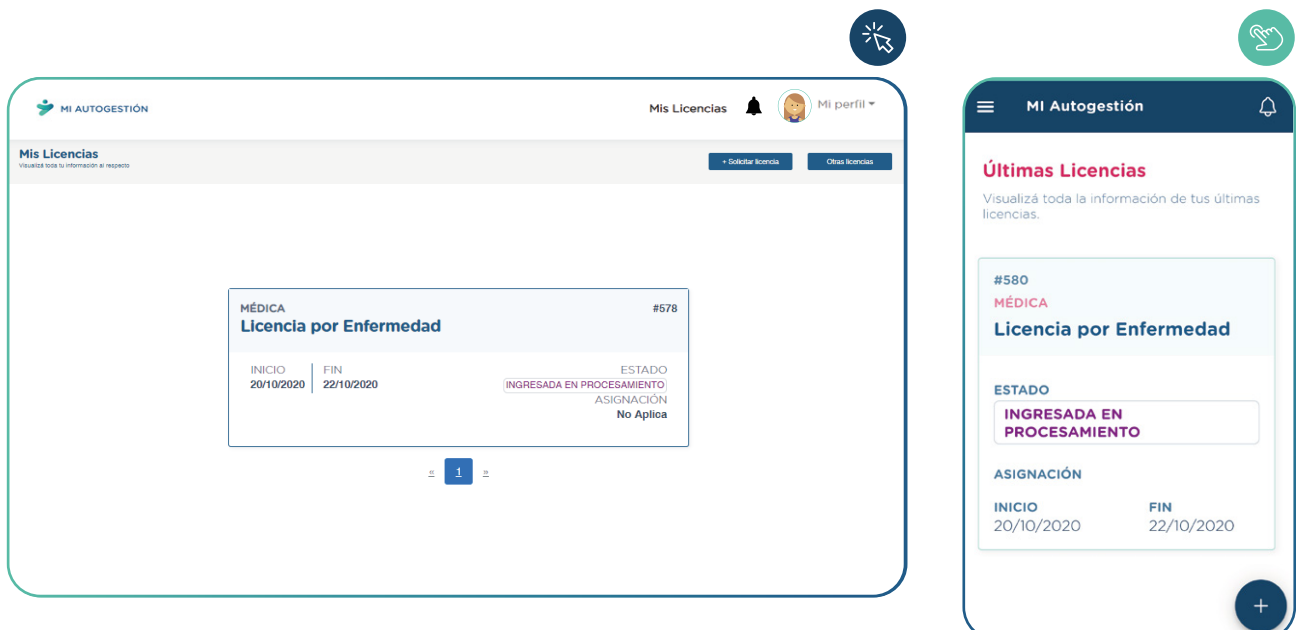 MI AUTOGESTIÓN
Mis Licencias
Mi perfil
Mis Licencias
Visualizá toda tu información al respecto
+ Solicitar licencia
Otras licencias
MÉDICA
#578
Licencia por Enfermedad
INICIO
FIN
ESTADO
20/10/2020
22/10/2020
INGRESADA EN PROCESAMIENTO
ASIGNACIÓN
No Aplica
« 1 »
MI Autogestión
Últimas Licencias
Visualizá toda la información de tus últimas
licencias.
#580
MÉDICA
Licencia por Enfermedad
ESTADO
INGRESADA EN
PROCESAMIENTO
ASIGNACIÓN
INICIO
FIN
20/10/2020
22/10/2020
+